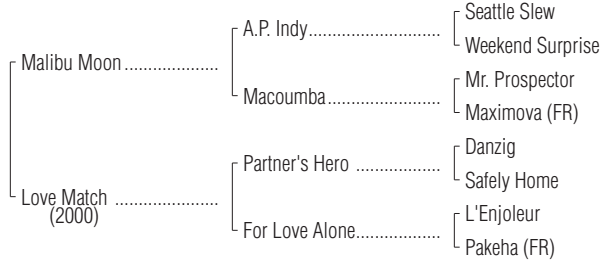 Seattle Slew
A.P. Indy..............................
Weekend Surprise
Malibu Moon .....................
Mr. Prospector
Macoumba..........................
Maximova (FR)
Danzig
Partner's Hero ...................
Safely Home
Love Match .......................
(2000)
L'Enjoleur
For Love Alone...................
Pakeha (FR)